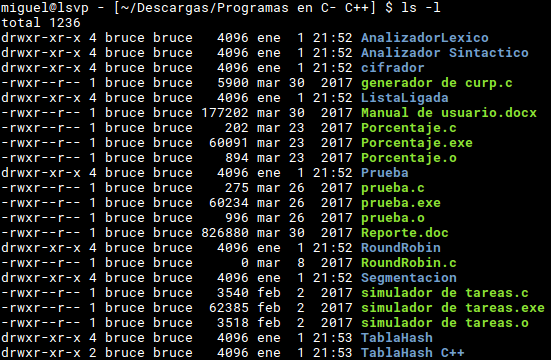 miguel@lsvp - [~/Descargas/Programas en C- C++] $ ls -l
total 1236
drwxr-xr-x 4 bruce bruce   4096 ene  1 21:52 AnalizadorLexico
drwxr-xr-x 4 bruce bruce   4096 ene  1 21:52 Analizador Sintactico
drwxr-xr-x 4 bruce bruce   4096 ene  1 21:52 cifrador
-rwxr--r-- 1 bruce bruce   5900 mar 30  2017 generador de curp.c
drwxr-xr-x 4 bruce bruce   4096 ene  1 21:52 ListaLigada
-rwxr--r-- 1 bruce bruce 177202 mar 30  2017 Manual de usuario.docx
-rwxr--r-- 1 bruce bruce    202 mar 23  2017 Porcentaje.c
-rwxr--r-- 1 bruce bruce  60091 mar 23  2017 Porcentaje.exe
-rwxr--r-- 1 bruce bruce    894 mar 23  2017 Porcentaje.o
drwxr-xr-x 4 bruce bruce   4096 ene  1 21:52 Prueba
-rwxr--r-- 1 bruce bruce    275 mar 26  2017 prueba.c
-rwxr--r-- 1 bruce bruce  60234 mar 26  2017 prueba.exe
-rwxr--r-- 1 bruce bruce    996 mar 26  2017 prueba.o
-rwxr--r-- 1 bruce bruce 826880 mar 30  2017 Reporte.doc
drwxr-xr-x 4 bruce bruce   4096 ene  1 21:52 RoundRobin
-rwxr--r-- 1 bruce bruce      0 mar  8  2017 RoundRobin.c
drwxr-xr-x 4 bruce bruce   4096 ene  1 21:52 Segmentacion
-rwxr--r-- 1 bruce bruce   3540 feb  2  2017 simulador de tareas.c
-rwxr--r-- 1 bruce bruce  62385 feb  2  2017 simulador de tareas.exe
-rwxr--r-- 1 bruce bruce   3518 feb  2  2017 simulador de tareas.o
drwxr-xr-x 4 bruce bruce   4096 ene  1 21:53 TablaHash
drwxr-xr-x 2 bruce bruce   4096 ene  1 21:53 TablaHash C++